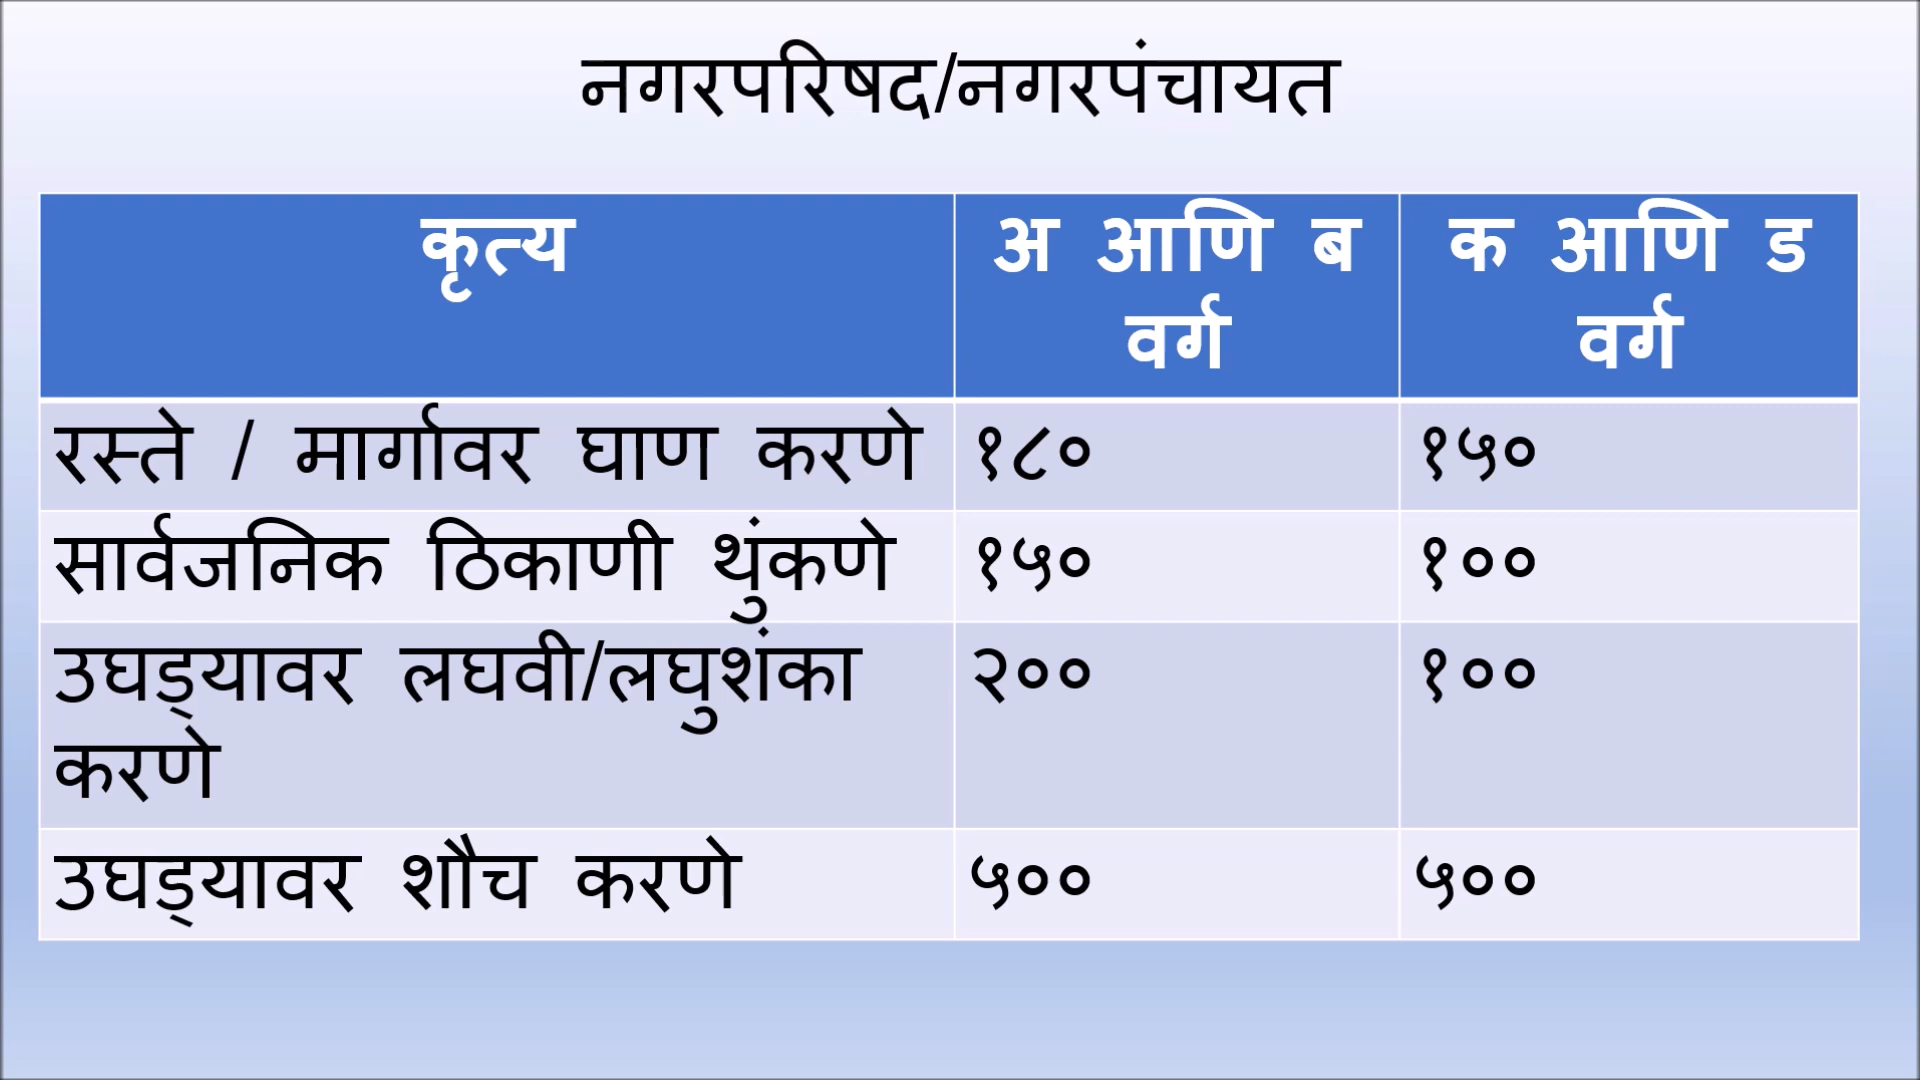 नगरपरिषद/नगरपंचायत
कृत्य अ आणि ब वर्ग क आणि ड वर्ग
रस्ते / मार्गावर घाण करणे १८० १५०
सार्वजनिक ठिकाणी थुंकणे १५० १००
उघड्यावर लघवी/लघुशंका करणे २०० १००
उघड्यावर शौच करणे ५०० ५००